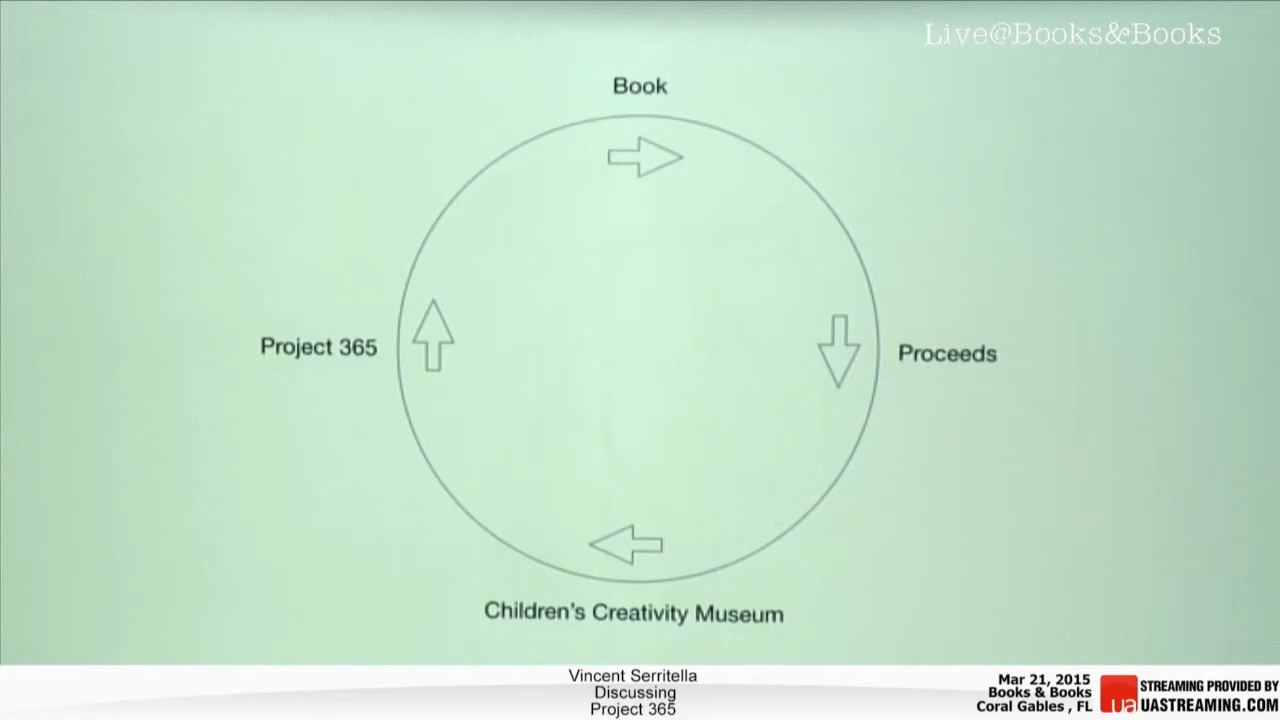 Live@Books&Books
Book
Project 365
Proceeds
Children's Creativity Museum
Vincent Serritella
Discussing
Project 365
Mar 21, 2015
Books & Books
Coral Gables , FL
ua
STREAMING PROVIDED BY
UASTREAMING.COM